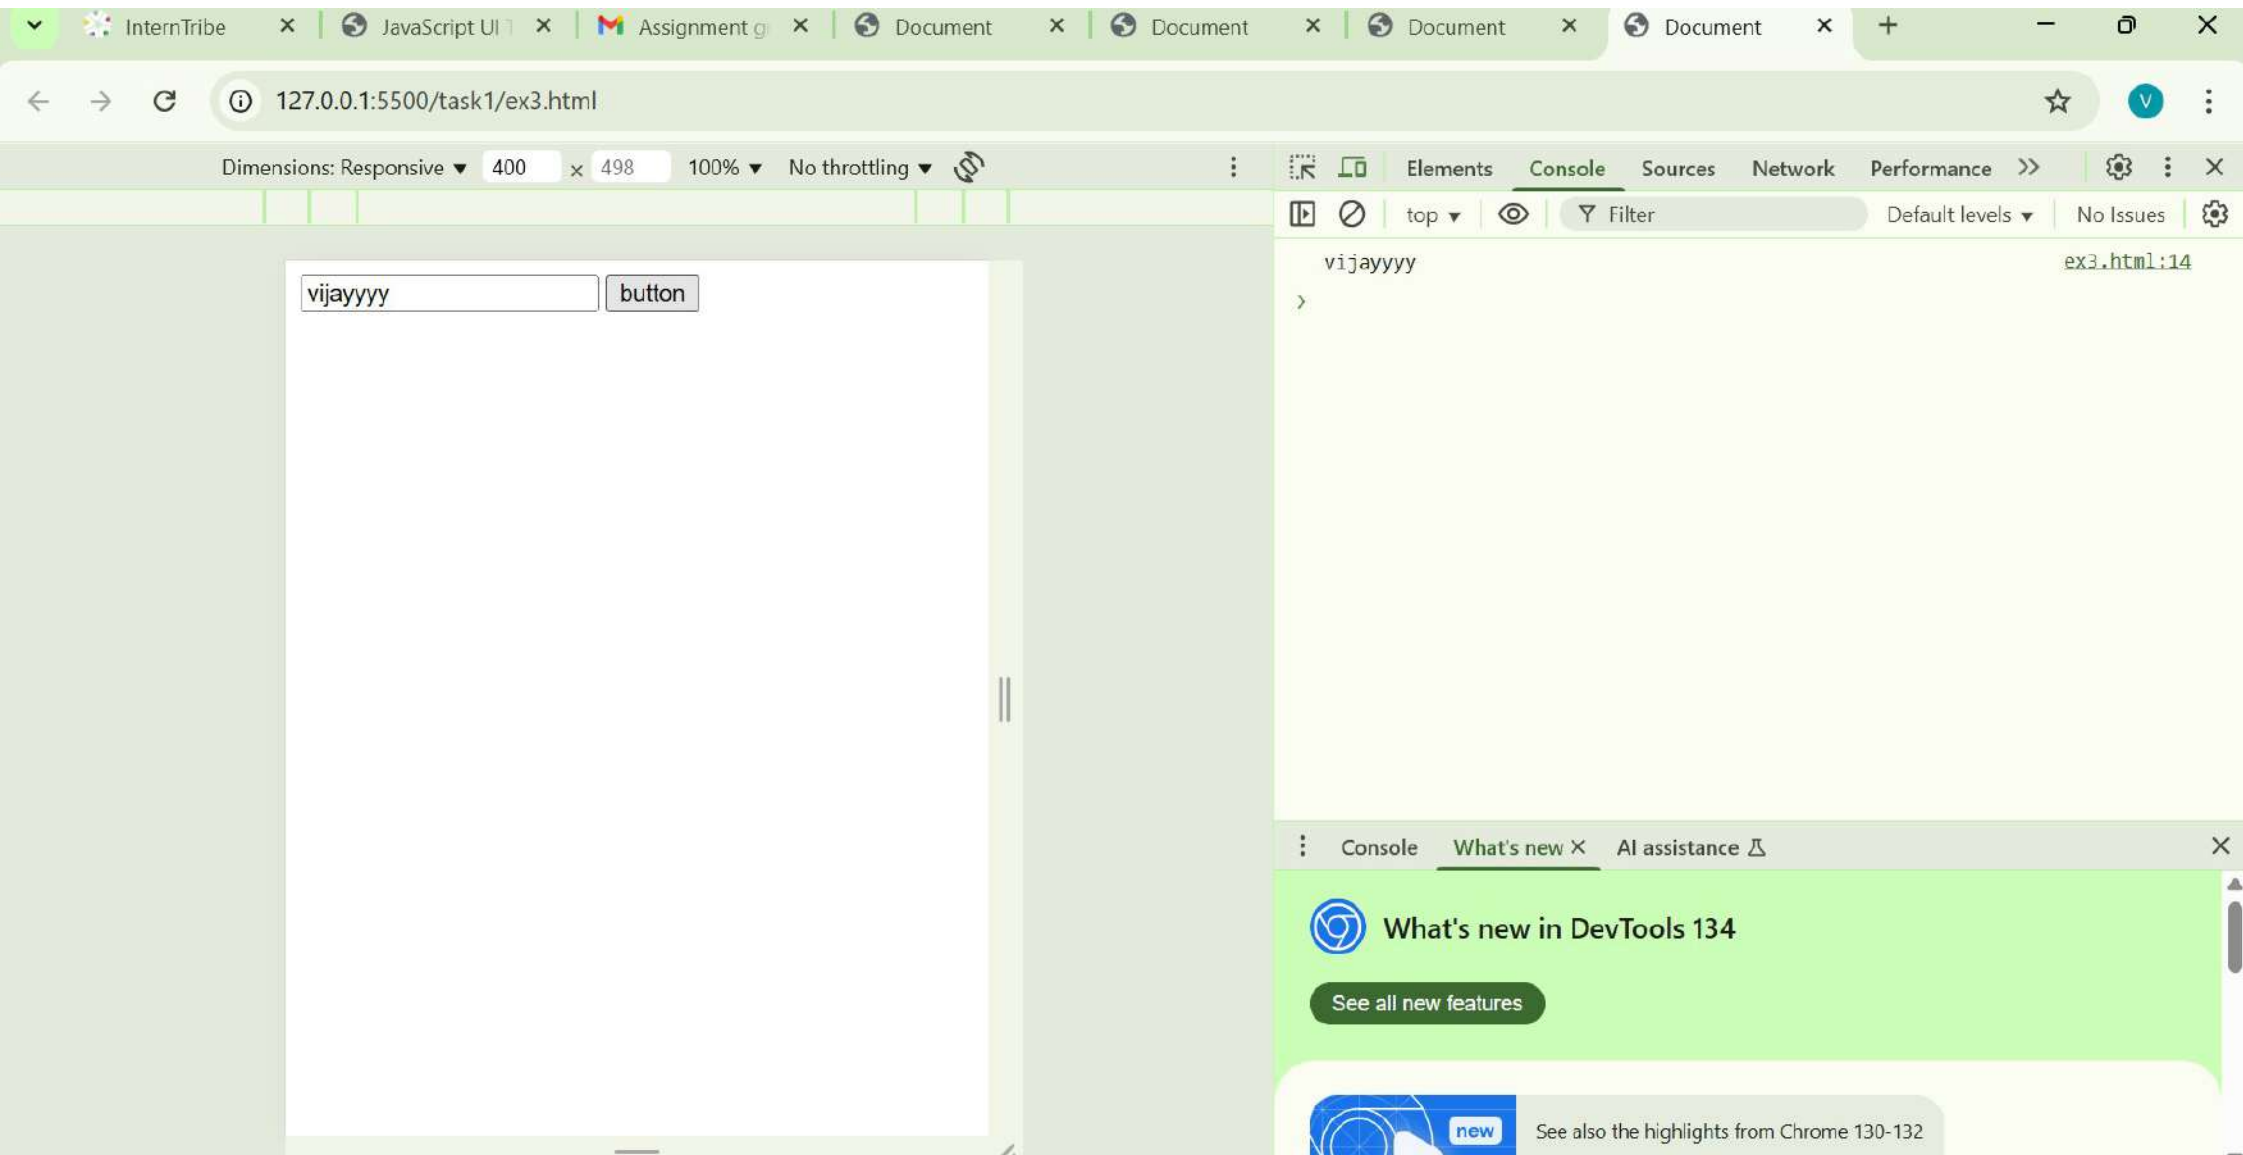 InternTribe JavaScript UI Assignment g Document Document Document Document
127.0.0.1:5500/task1/ex3.html V
Dimensions: Responsive 400 × 498 100% No throttling
Elements Console Sources Network Performance
top Filter Default levels No Issues
vijayyyy button
vijayyyy ex3.html:14
Console What's new AI assistance
What's new in DevTools 134
See all new features
new
See also the highlights from Chrome 130-132